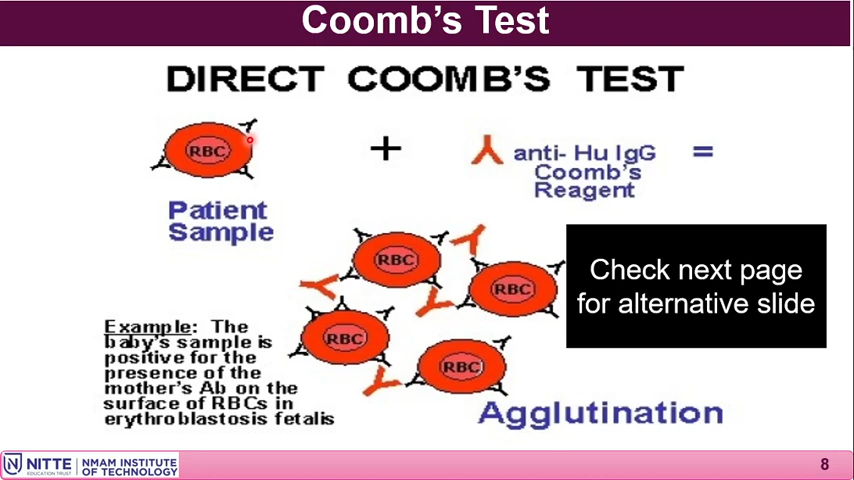 Coomb's Test
DIRECT COOMB'S TEST
RBC
+
anti- Hu IgG
Coomb's
Reagent
=
Patient
Sample
RBC
RBC
RBC
RBC
Check next page
for alternative slide
Example: The
baby's sample is
positive for the
presence of the
mother's Ab on the
surface of RBCs in
erythroblastosis fetalis
Agglutination
NITTE
EDUCATION TRUST
NMAM INSTITUTE
OF TECHNOLOGY
8